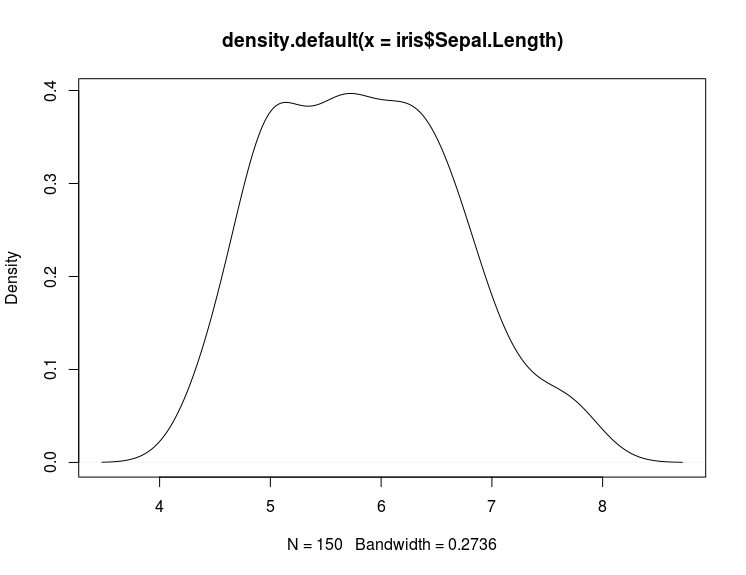 density.default(x = iris$Sepal.Length)
Density
0.4
0.3
0.2
0.1
0.0
4 5 6 7 8
N = 150 Bandwidth = 0.2736